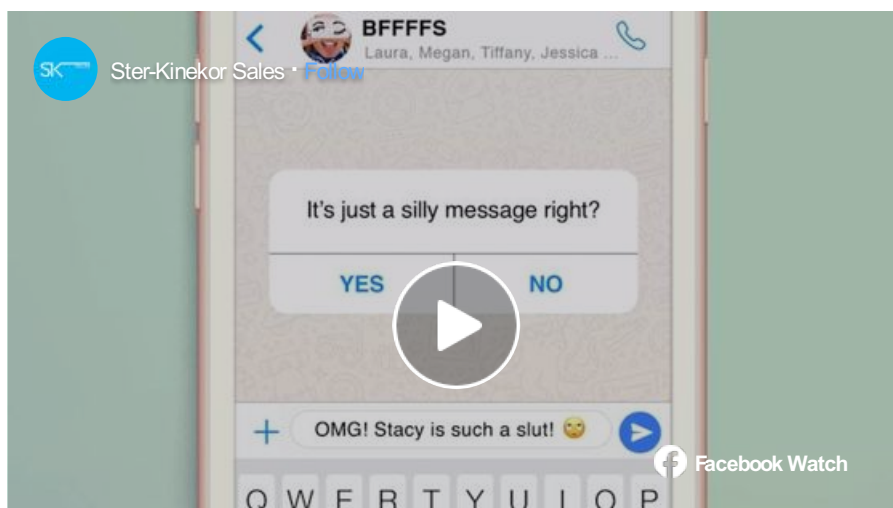 BFFFFS
Laura, Megan, Tiffany, Jessica ...
SK
Ster-Kinekor Sales · Follow
It's just a silly message right?
YES NO
OMG! Stacy is such a slut! 🙄
Facebook Watch
Q W E R T Y U I O P